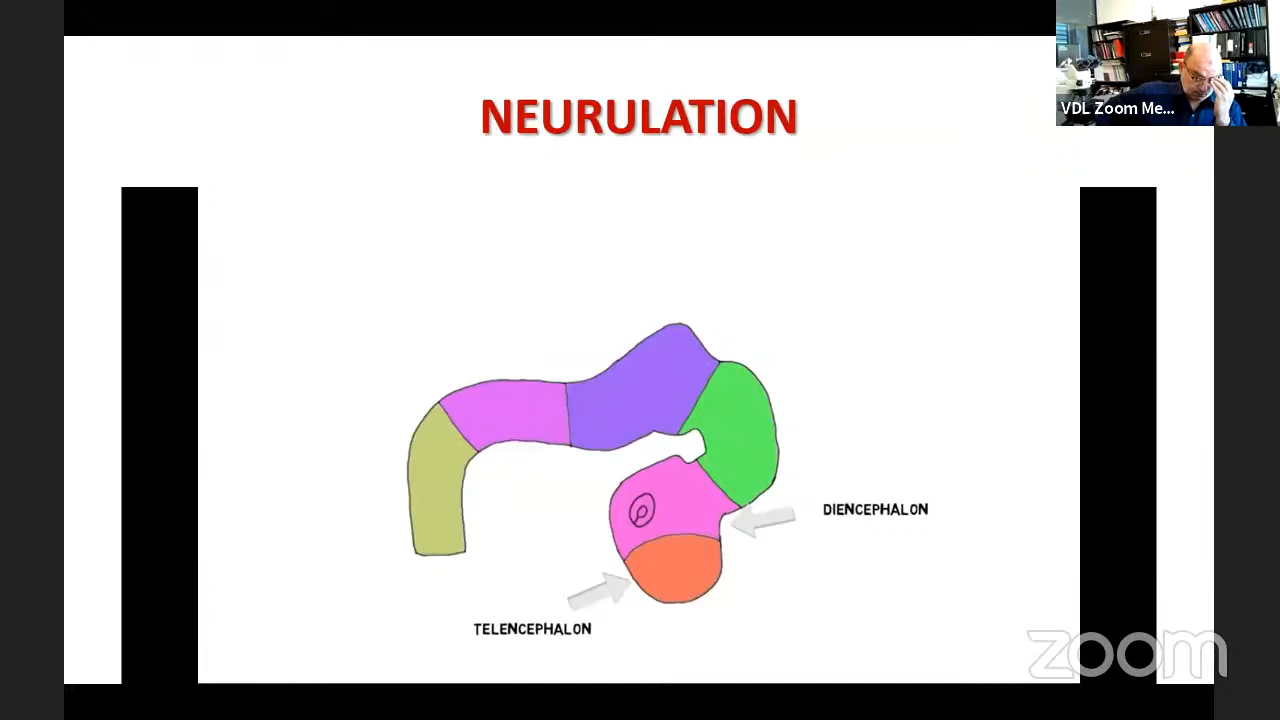 NEURULATION
VDL Zoom Me...
DIENCEPHALON
TELENCEPHALON
zoom